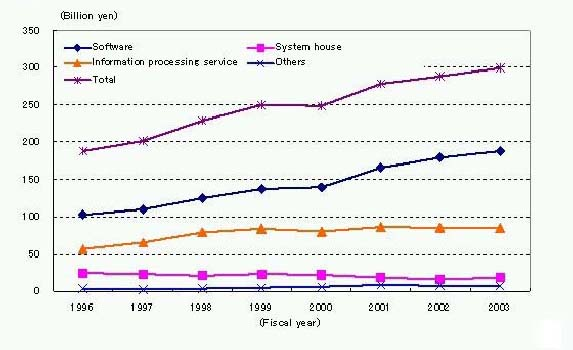 (Billion yen)
350
300
250
200
150
100
50
0
Software
System house
Information processing service
Others
Total
1996 1997 1998 1999 2000 2001 2002 2003
(Fiscal year)